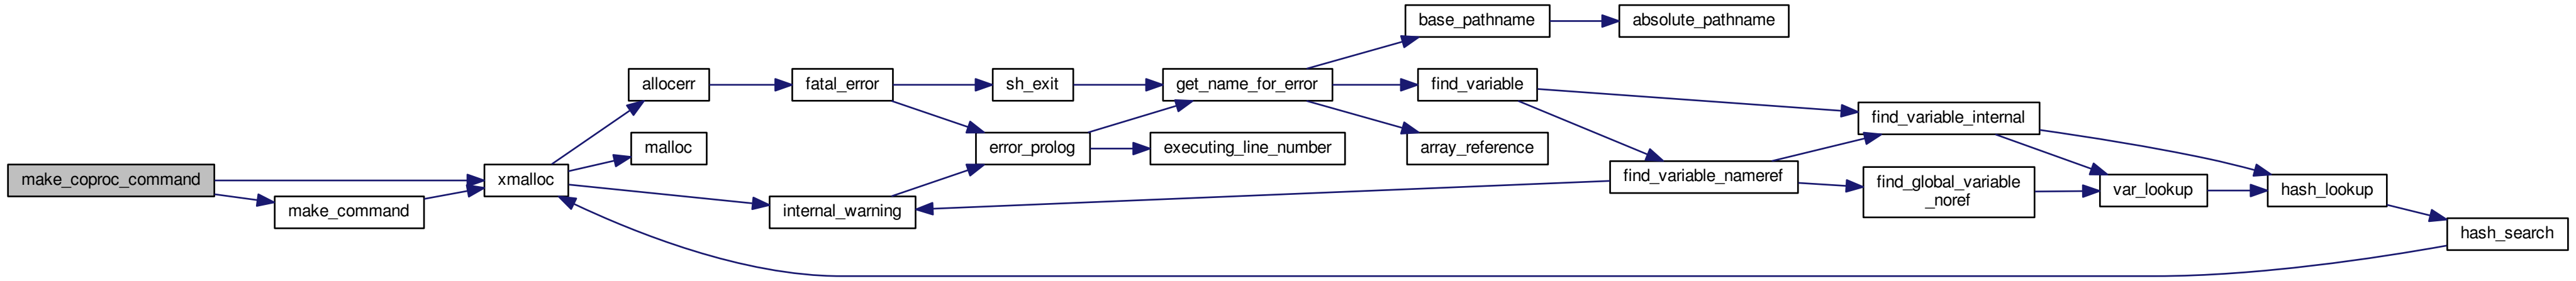 base_pathname
absolute_pathname
allocerr
fatal_error
sh_exit
get_name_for_error
find_variable
find_variable_internal
malloc
error_prolog
executing_line_number
array_reference
make_coproc_command
xmalloc
find_variable_nameref
find_global_variable
_noref
var_lookup
hash_lookup
make_command
internal_warning
hash_search